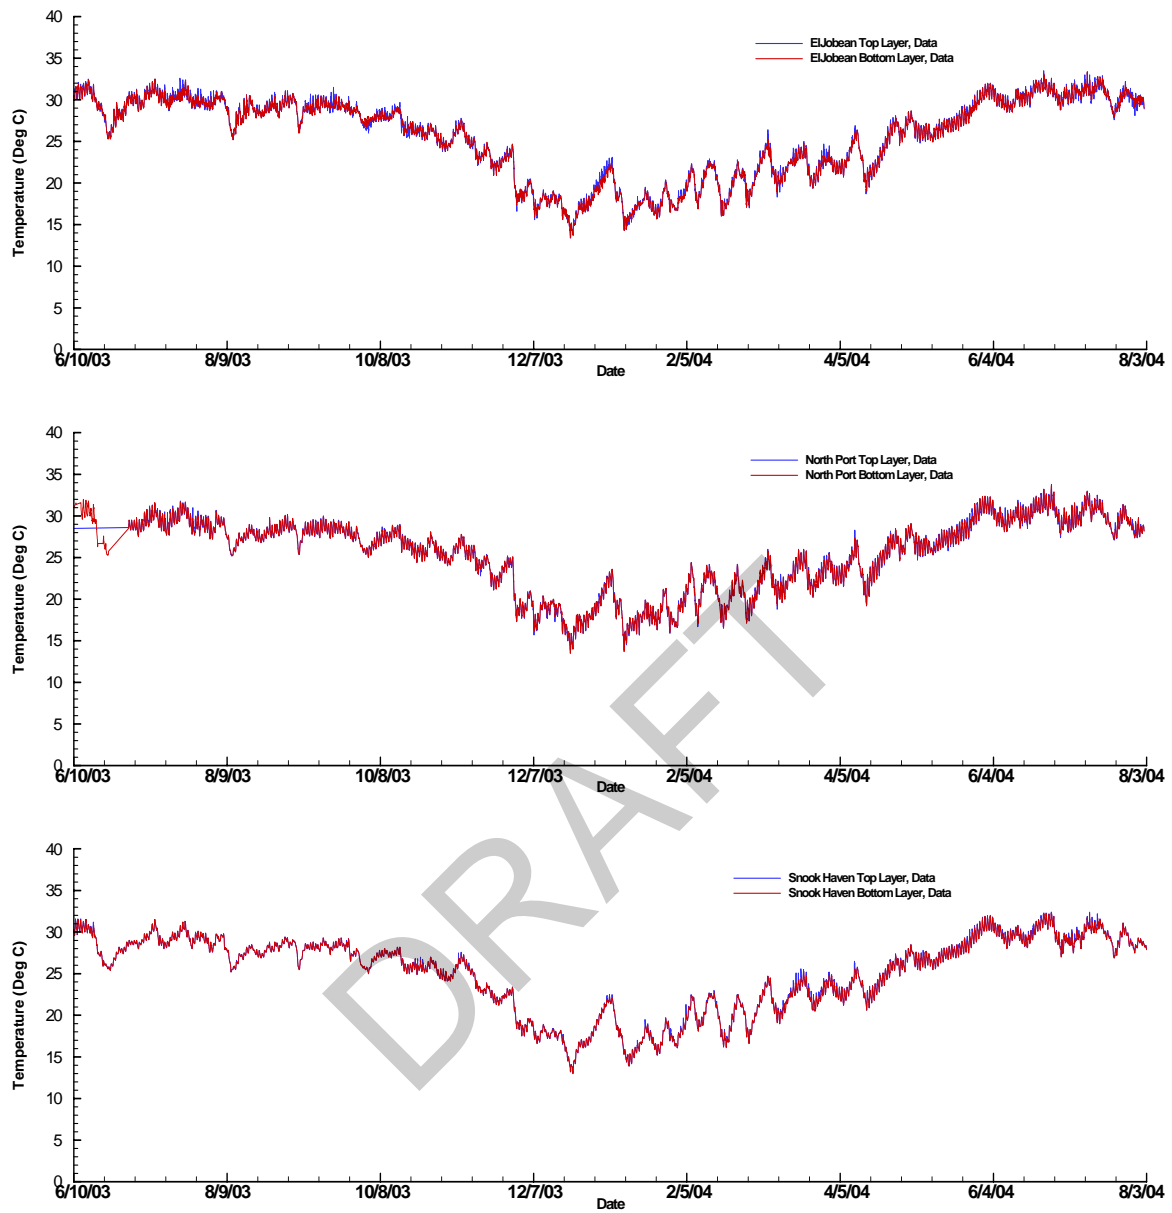 40
35
30
25
20
15
10
5
0
Temperature (Deg C)
ElJobean Top Layer, Data
ElJobean Bottom Layer, Data
6/10/03 8/9/03 10/8/03 12/7/03 2/5/04 4/5/04 6/4/04 8/3/04
Date
40
35
30
25
20
15
10
5
0
Temperature (Deg C)
North Port Top Layer, Data
North Port Bottom Layer, Data
6/10/03 8/9/03 10/8/03 12/7/03 2/5/04 4/5/04 6/4/04 8/3/04
Date
40
35
30
25
20
15
10
5
0
Temperature (Deg C)
Snook Haven Top Layer, Data
Snook Haven Bottom Layer, Data
6/10/03 8/9/03 10/8/03 12/7/03 2/5/04 4/5/04 6/4/04 8/3/04
Date
DRAFT